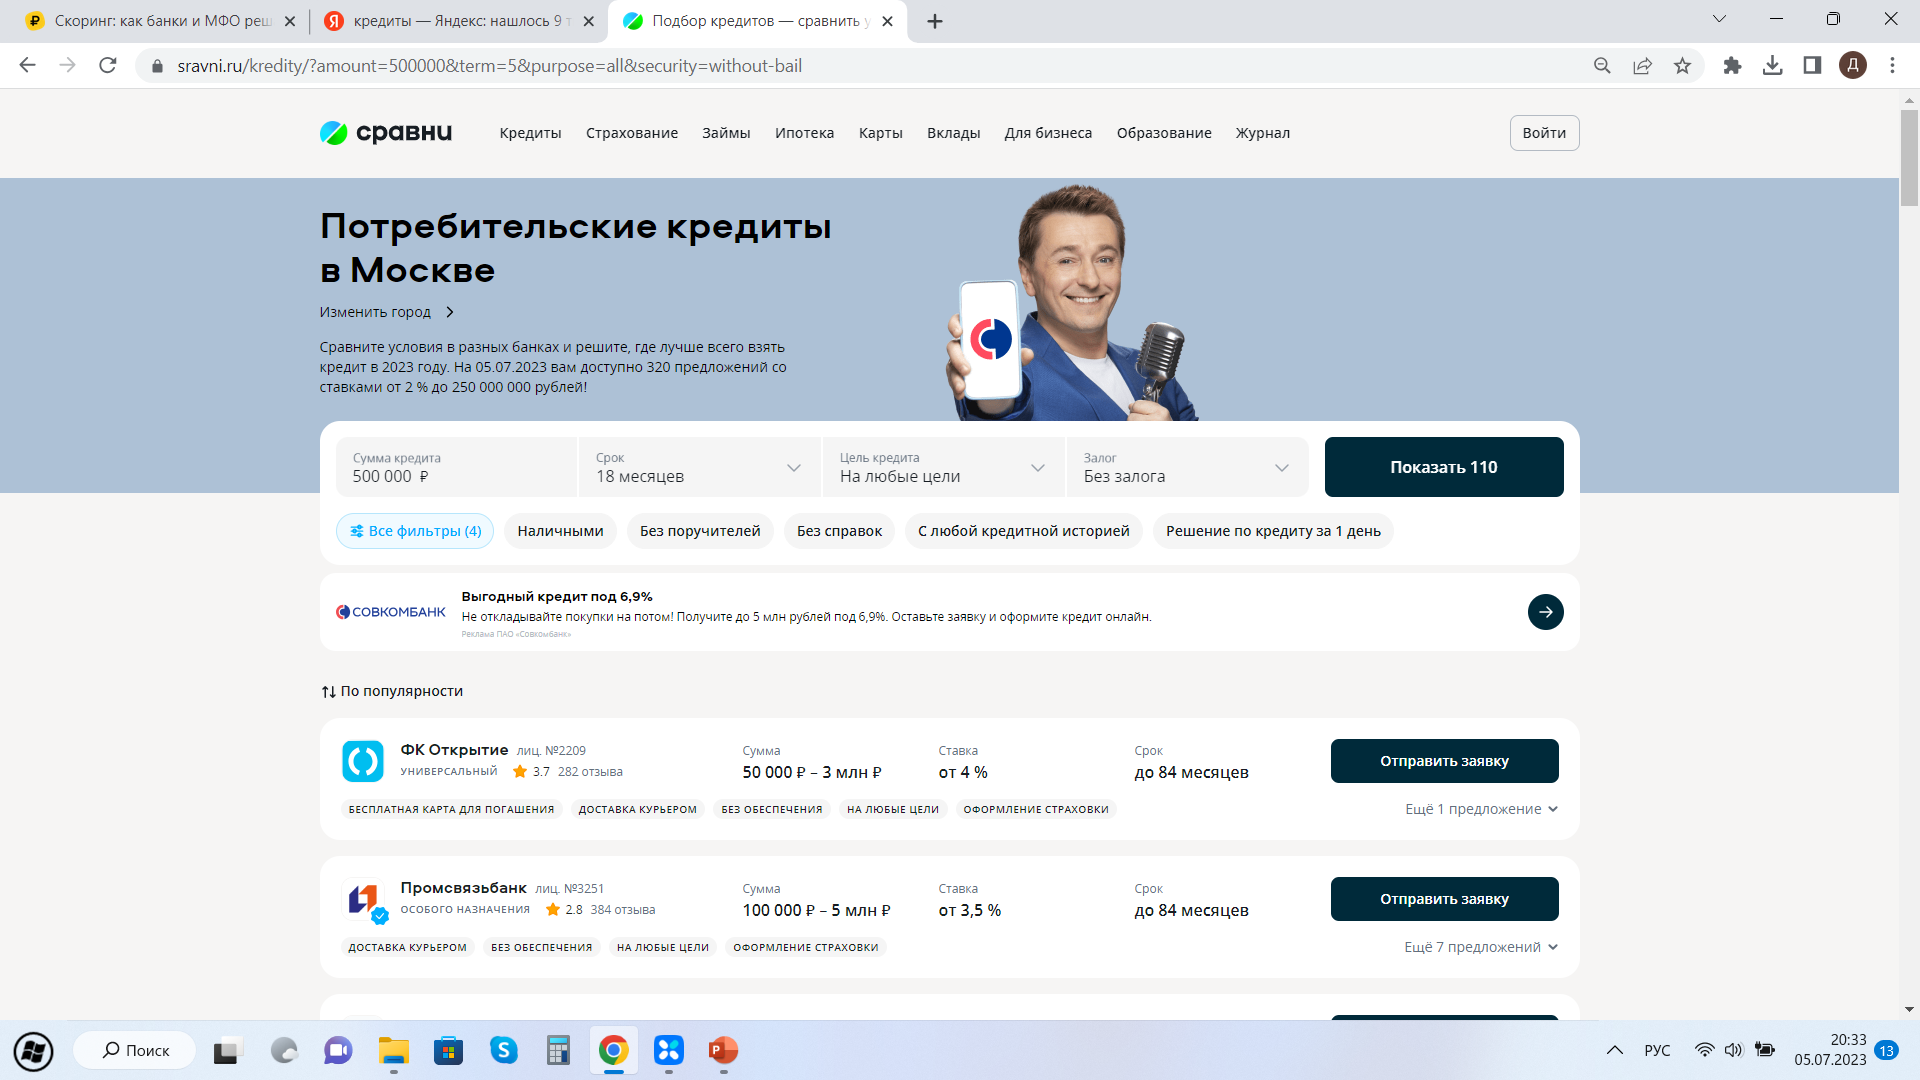 Скоринг: как банки и МФО реш
кредиты — Яндекс: нашлось 9 т
Подбор кредитов — сравнить у
sravni.ru/kredity/?amount=500000&term=5&purpose=all&security=without-bail
Д
сравни
Кредиты
Страхование
Займы
Ипотека
Карты
Вклады
Для бизнеса
Образование
Журнал
Войти
Потребительские кредиты
в Москве
Изменить город
Сравните условия в разных банках и решите, где лучше всего взять
кредит в 2023 году. На 05.07.2023 вам доступно 320 предложений со
ставками от 2 % до 250 000 000 рублей!
Сумма кредита
500 000 ₽
Срок
18 месяцев
Цель кредита
На любые цели
Залог
Без залога
Показать 110
Все фильтры (4)
Наличными
Без поручителей
Без справок
С любой кредитной историей
Решение по кредиту за 1 день
СОВКОМБАНК
Выгодный кредит под 6,9%
Не откладывайте покупки на потом! Получите до 5 млн рублей под 6,9%. Оставьте заявку и оформите кредит онлайн.
Реклама ПАО «Совкомбанк»
По популярности
ФК Открытие лиц. №2209
УНИВЕРСАЛЬНЫЙ 3.7 282 отзыва
Сумма
50 000 ₽ – 3 млн ₽
Ставка
от 4 %
Срок
до 84 месяцев
Отправить заявку
БЕСПЛАТНАЯ КАРТА ДЛЯ ПОГАШЕНИЯ
ДОСТАВКА КУРЬЕРОМ
БЕЗ ОБЕСПЕЧЕНИЯ
НА ЛЮБЫЕ ЦЕЛИ
ОФОРМЛЕНИЕ СТРАХОВКИ
Ещё 1 предложение
Промсвязьбанк лиц. №3251
ОСОБОГО НАЗНАЧЕНИЯ 2.8 384 отзыва
Сумма
100 000 ₽ – 5 млн ₽
Ставка
от 3,5 %
Срок
до 84 месяцев
Отправить заявку
ДОСТАВКА КУРЬЕРОМ
БЕЗ ОБЕСПЕЧЕНИЯ
НА ЛЮБЫЕ ЦЕЛИ
ОФОРМЛЕНИЕ СТРАХОВКИ
Ещё 7 предложений
Поиск
РУС
20:33
05.07.2023
13